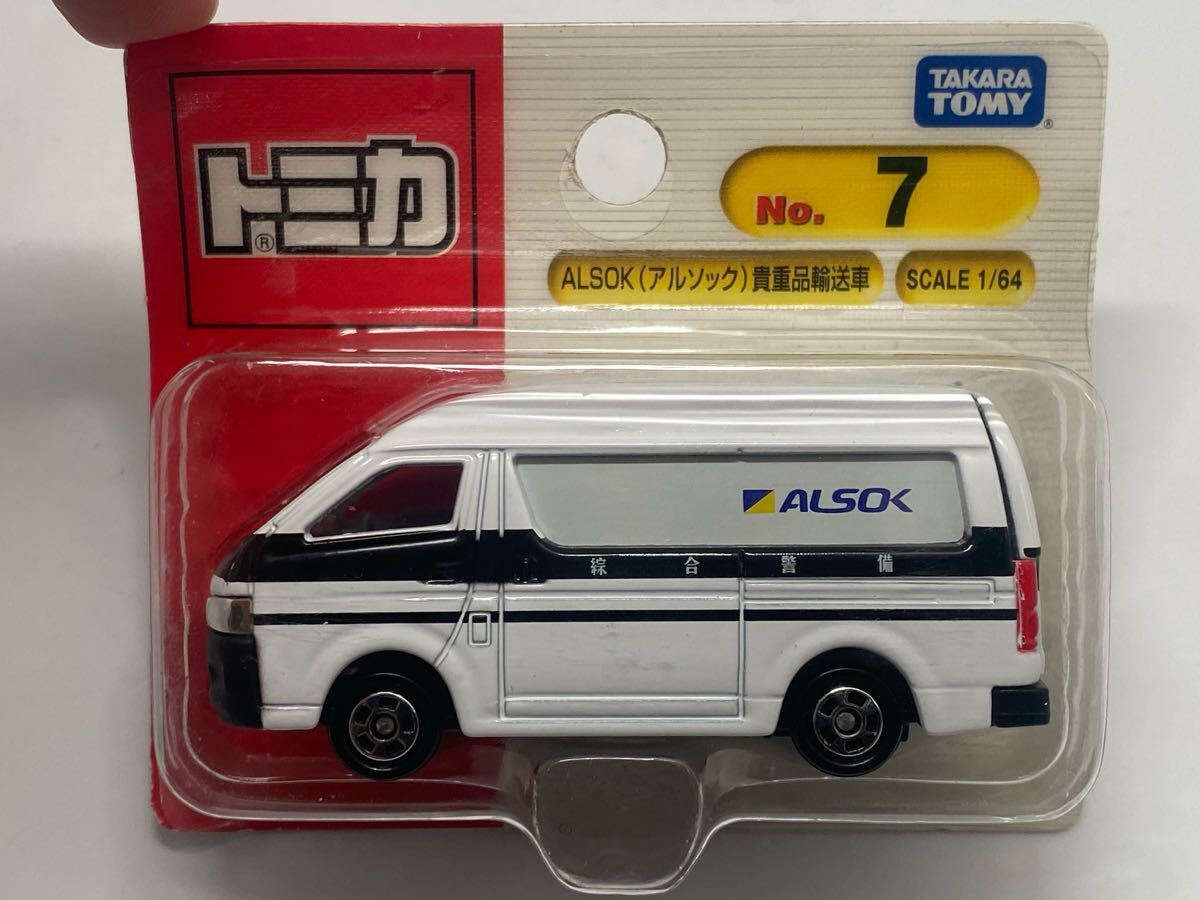 トミカ®
TAKARA
TOMY®
No. 7
ALSOK(アルソック)貴重品輸送車
SCALE 1/64
ALSOK
綜合警備